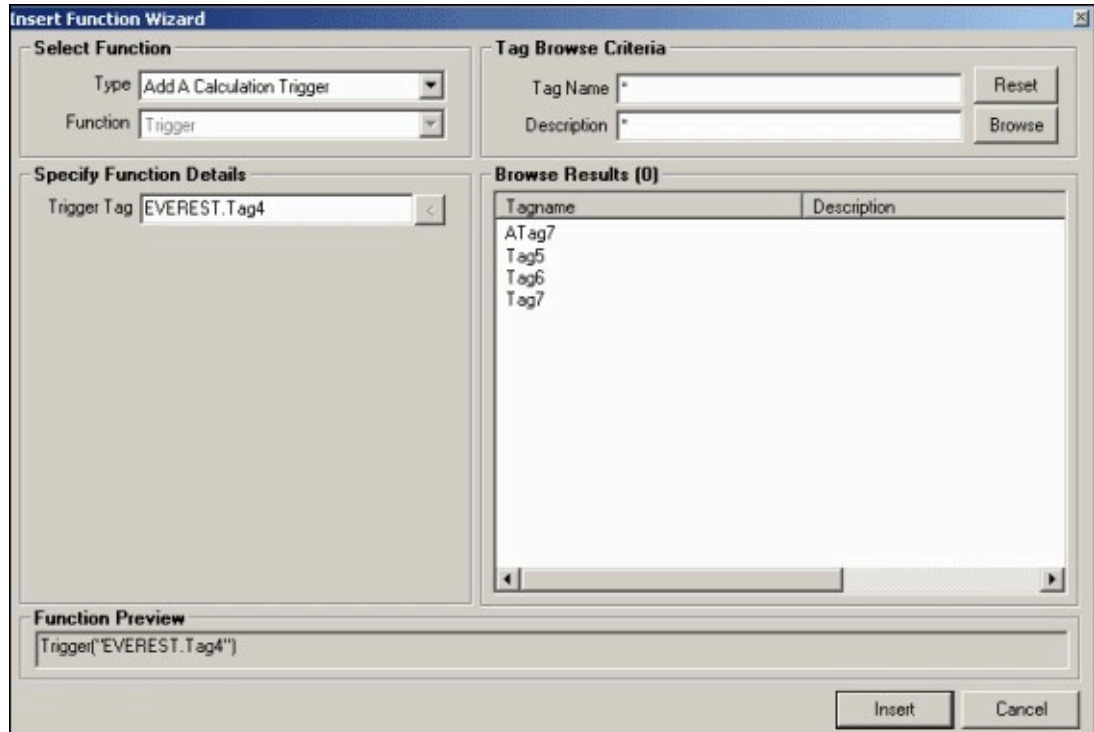 Insert Function Wizard
Select Function
Type Add A Calculation Trigger
Function Trigger
Tag Browse Criteria
Tag Name * Reset
Description * Browse
Specify Function Details
Trigger Tag EVEREST.Tag4 <
Browse Results (0)
Tagname Description
ATag7
Tag5
Tag6
Tag7
Function Preview
Trigger("EVEREST.Tag4")
Insert Cancel